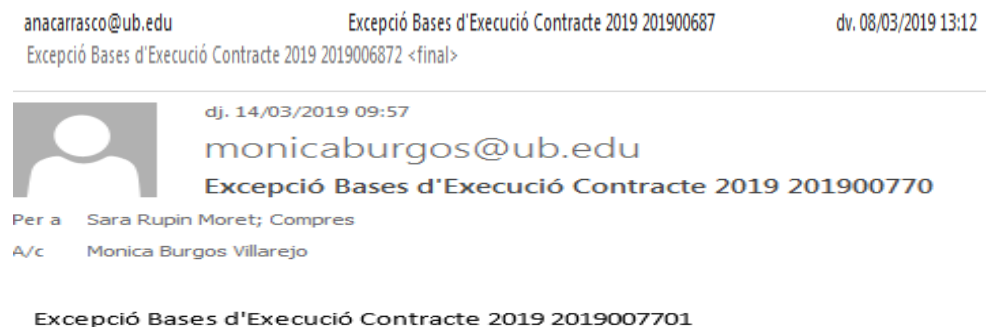 anacarrasco@ub.edu Excepció Bases d'Execució Contracte 2019 201900687 dv. 08/03/2019 13:12
Excepció Bases d'Execució Contracte 2019 2019006872 <final>
dj. 14/03/2019 09:57
monicaburgos@ub.edu
Excepció Bases d'Execució Contracte 2019 201900770
Per a Sara Rupin Moret; Compres
A/c Monica Burgos Villarejo
Excepció Bases d'Execució Contracte 2019 2019007701